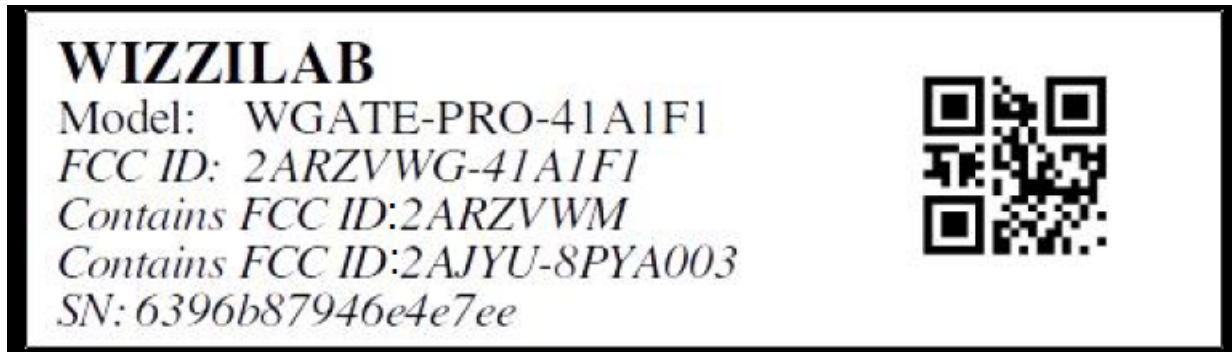 WIZZILAB
Model: WGATE-PRO-41A1F1
FCC ID: 2ARZVWG-41A1F1
Contains FCC ID:2ARZVWM
Contains FCC ID:2AJYU-8PYA003
SN: 6396b87946e4e7ee